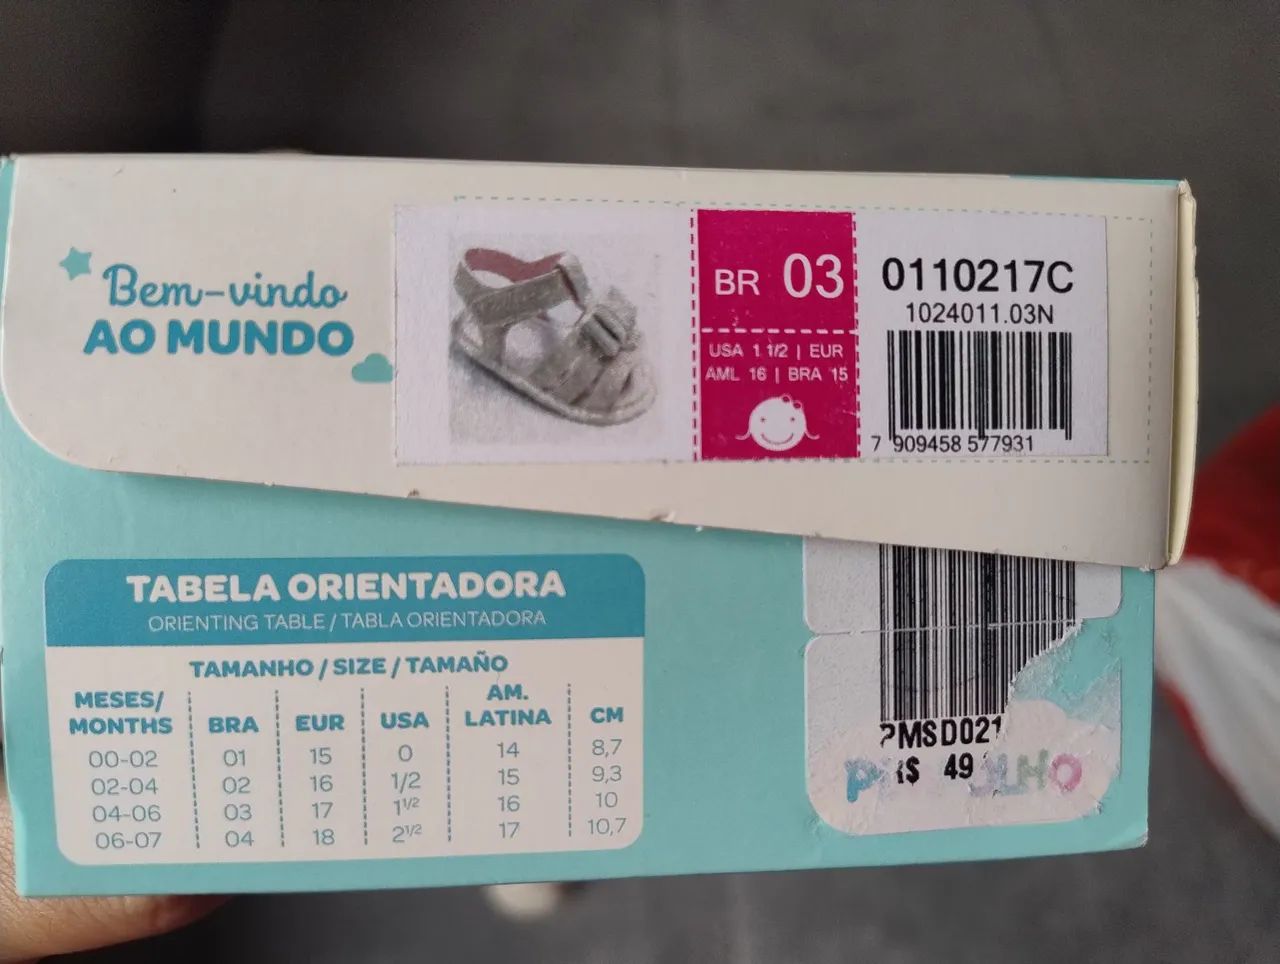 Bem-vindo
AO MUNDO
BR 03
USA 1 1/2 | EUR
AML 16 | BRA 15
0110217C
1024011.03N
7 909458 577931
TABELA ORIENTADORA
ORIENTING TABLE / TABLA ORIENTADORA
TAMANHO / SIZE / TAMAÑO
MESES/ MONTHS BRA EUR USA AM. LATINA CM
00-02 01 15 0 14 8,7
02-04 02 16 1/2 15 9,3
04-06 03 17 1 1/2 16 10
06-07 04 18 2 1/2 17 10,7
PMSD021
R$ 49